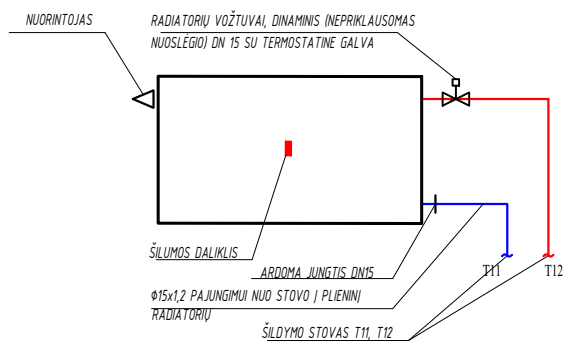 NUORINTOJAS
RADIATORIŲ VOŽTUVAI, DINAMINIS (NEPRIKLAUSOMAS
NUOSLĖGIO) DN 15 SU TERMOSTATINE GALVA
ŠILUMOS DALIKLIS
ARDOMA JUNGTIS DN15
T11
T12
Φ15x1,2 PAJUNGIMUI NUO STOVO Į PLIENINĮ
RADIATORIŲ
ŠILDYMO STOVAS T11, T12